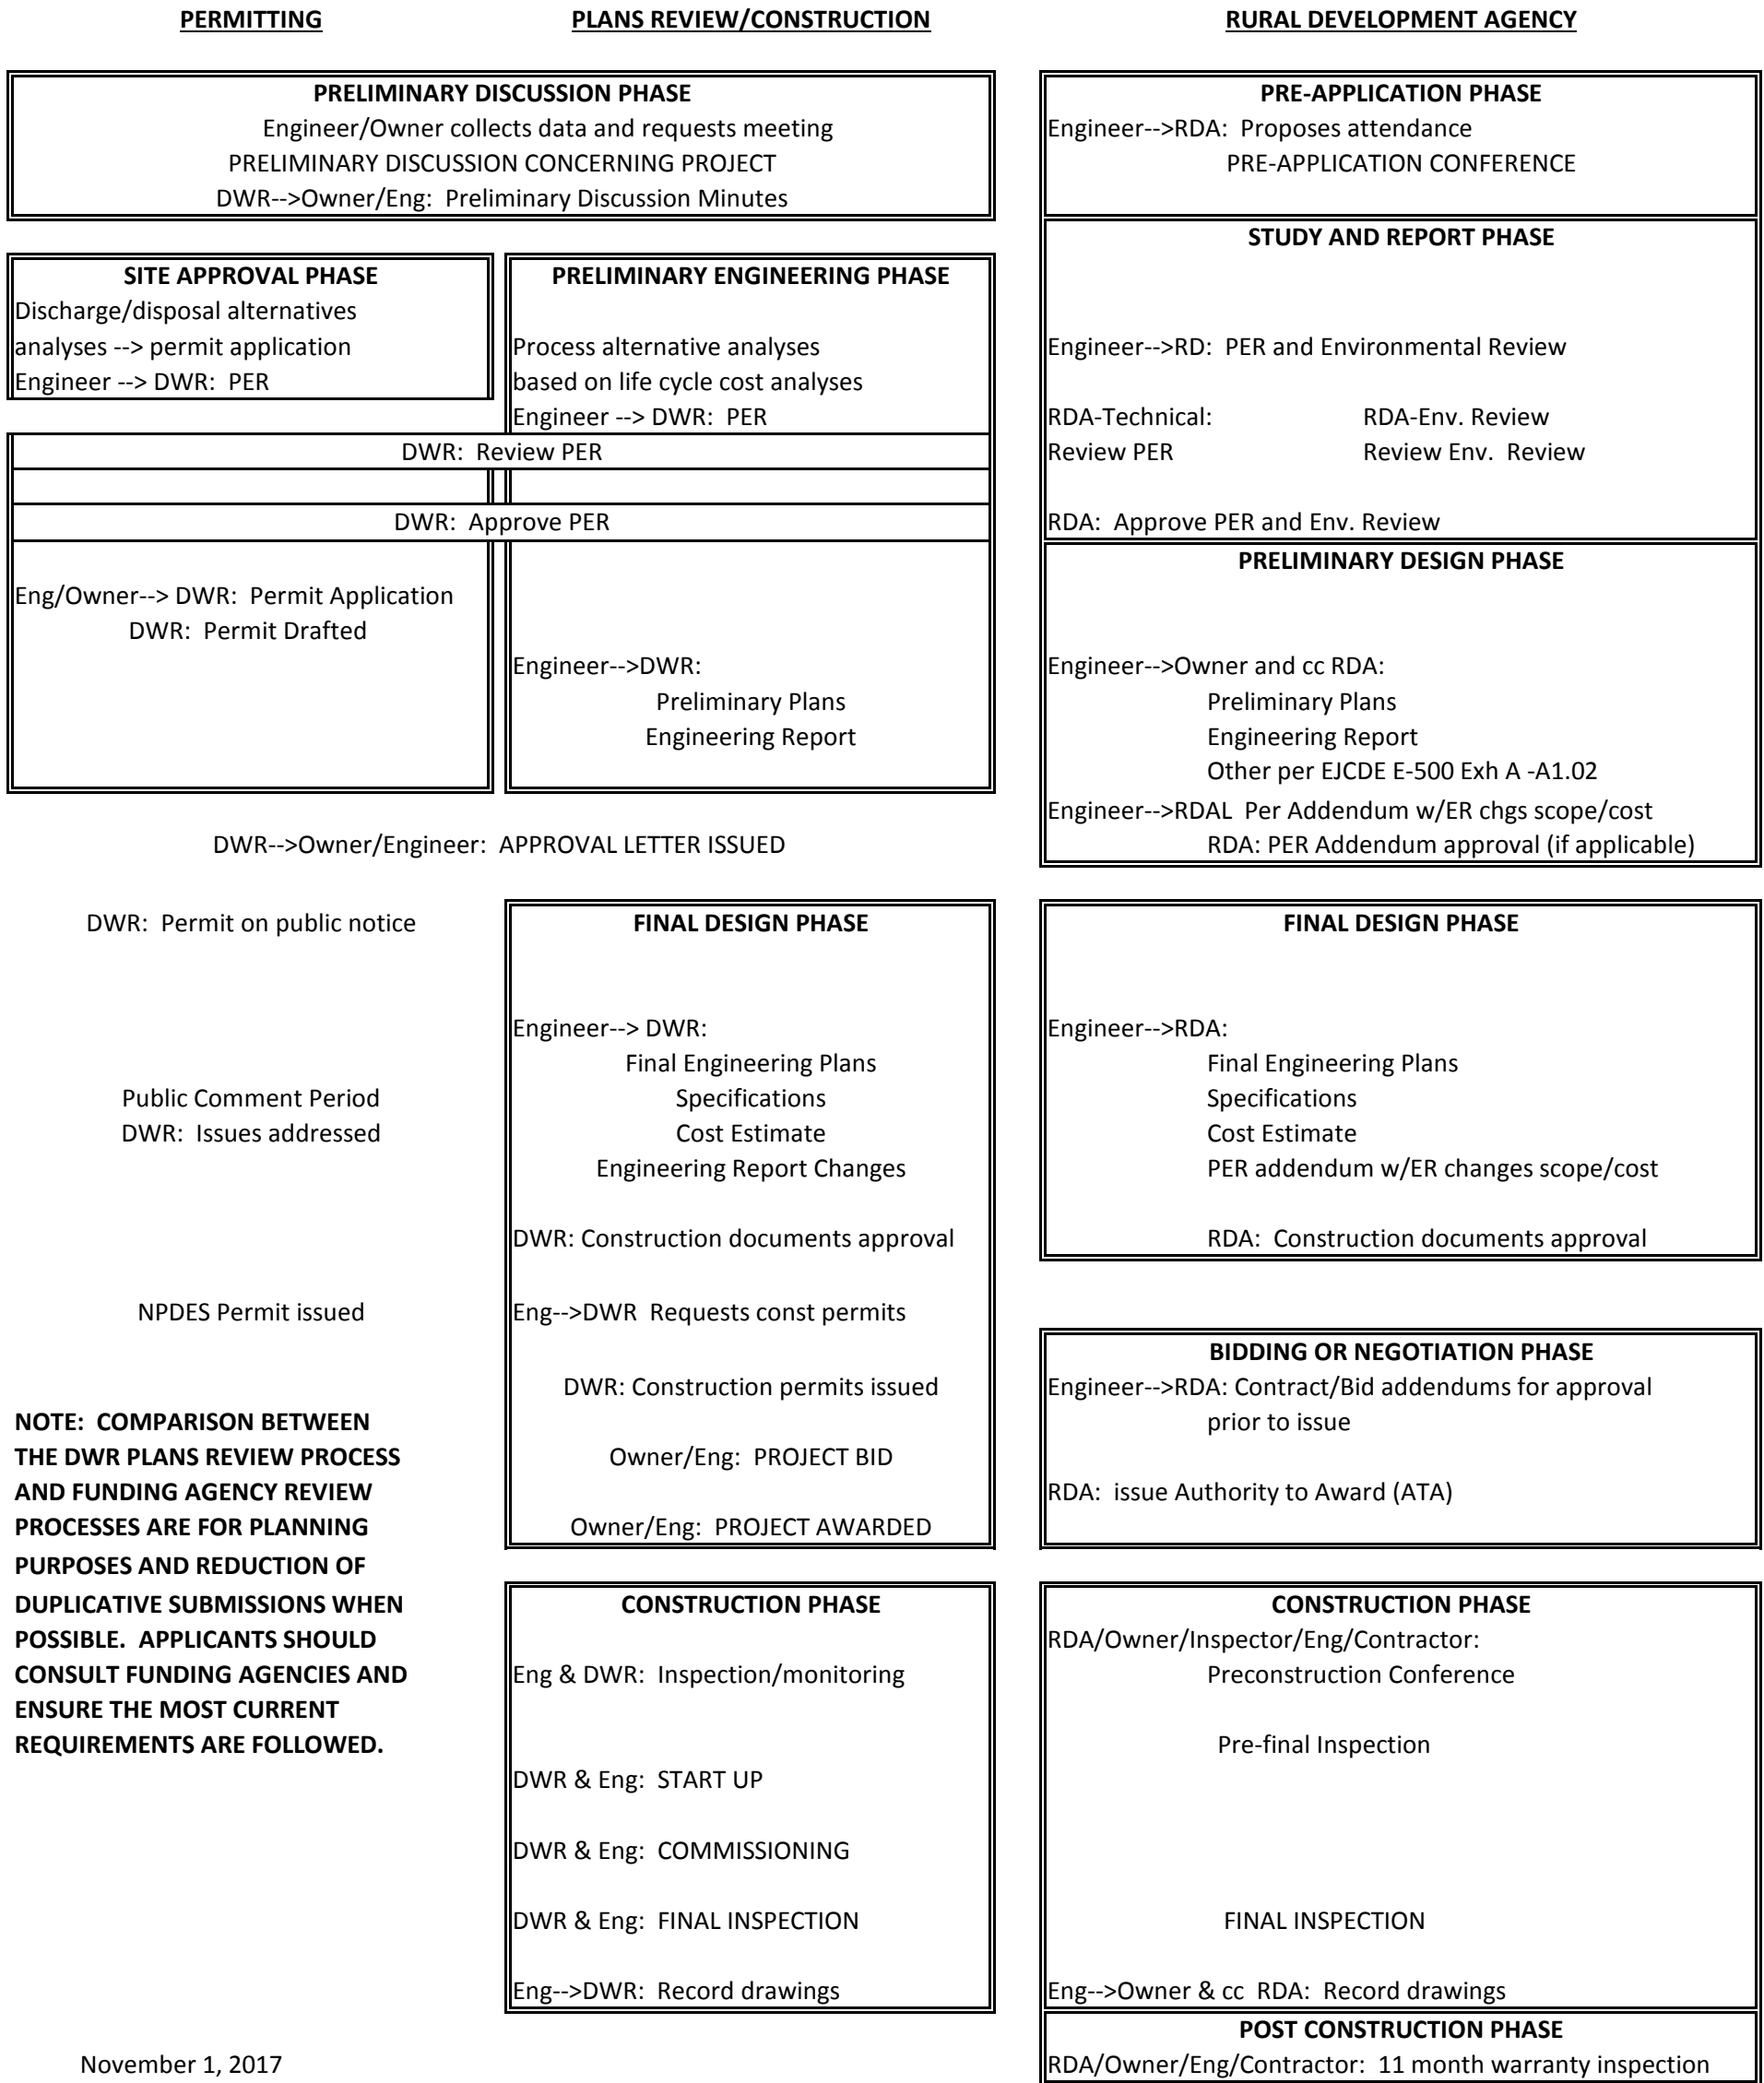 PERMITTING
PLANS REVIEW/CONSTRUCTION
RURAL DEVELOPMENT AGENCY
PRELIMINARY DISCUSSION PHASE
Engineer/Owner collects data and requests meeting
PRELIMINARY DISCUSSION CONCERNING PROJECT
DWR-->Owner/Eng: Preliminary Discussion Minutes
PRE-APPLICATION PHASE
Engineer-->RDA: Proposes attendance
PRE-APPLICATION CONFERENCE
SITE APPROVAL PHASE
Discharge/disposal alternatives
analyses --> permit application
Engineer --> DWR: PER
PRELIMINARY ENGINEERING PHASE
Process alternative analyses
based on life cycle cost analyses
Engineer --> DWR: PER
DWR: Review PER
DWR: Approve PER
STUDY AND REPORT PHASE
Engineer-->RD: PER and Environmental Review
RDA-Technical: RDA-Env. Review
Review PER Review Env. Review
RDA: Approve PER and Env. Review
Eng/Owner--> DWR: Permit Application
DWR: Permit Drafted
Engineer-->DWR:
Preliminary Plans
Engineering Report
PRELIMINARY DESIGN PHASE
Engineer-->Owner and cc RDA:
Preliminary Plans
Engineering Report
Other per EJCDE E-500 Exh A -A1.02
Engineer-->RDAL Per Addendum w/ER chgs scope/cost
RDA: PER Addendum approval (if applicable)
DWR-->Owner/Engineer: APPROVAL LETTER ISSUED
DWR: Permit on public notice
Public Comment Period
DWR: Issues addressed
NPDES Permit issued
FINAL DESIGN PHASE
Engineer--> DWR:
Final Engineering Plans
Specifications
Cost Estimate
Engineering Report Changes
DWR: Construction documents approval
Eng-->DWR Requests const permits
DWR: Construction permits issued
Owner/Eng: PROJECT BID
Owner/Eng: PROJECT AWARDED
FINAL DESIGN PHASE
Engineer-->RDA:
Final Engineering Plans
Specifications
Cost Estimate
PER addendum w/ER changes scope/cost
RDA: Construction documents approval
BIDDING OR NEGOTIATION PHASE
Engineer-->RDA: Contract/Bid addendums for approval
prior to issue
RDA: issue Authority to Award (ATA)
NOTE: COMPARISON BETWEEN
THE DWR PLANS REVIEW PROCESS
AND FUNDING AGENCY REVIEW
PROCESSES ARE FOR PLANNING
PURPOSES AND REDUCTION OF
DUPLICATIVE SUBMISSIONS WHEN
POSSIBLE. APPLICANTS SHOULD
CONSULT FUNDING AGENCIES AND
ENSURE THE MOST CURRENT
REQUIREMENTS ARE FOLLOWED.
CONSTRUCTION PHASE
Eng & DWR: Inspection/monitoring
DWR & Eng: START UP
DWR & Eng: COMMISSIONING
DWR & Eng: FINAL INSPECTION
Eng-->DWR: Record drawings
CONSTRUCTION PHASE
RDA/Owner/Inspector/Eng/Contractor:
Preconstruction Conference
Pre-final Inspection
FINAL INSPECTION
Eng-->Owner & cc RDA: Record drawings
POST CONSTRUCTION PHASE
RDA/Owner/Eng/Contractor: 11 month warranty inspection
November 1, 2017